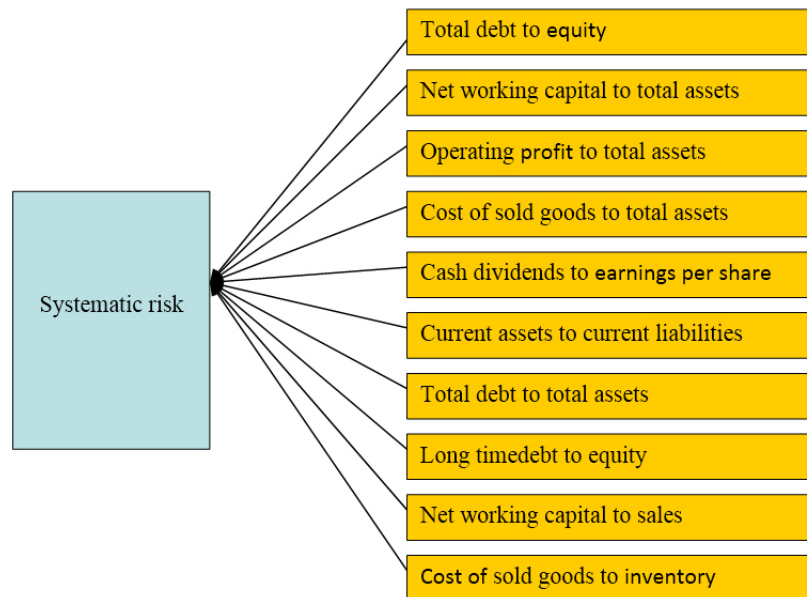 Total debt to equity
Net working capital to total assets
Operating profit to total assets
Cost of sold goods to total assets
Systematic risk
Cash dividends to earnings per share
Current assets to current liabilities
Total debt to total assets
Long timedebt to equity
Net working capital to sales
Cost of sold goods to inventory